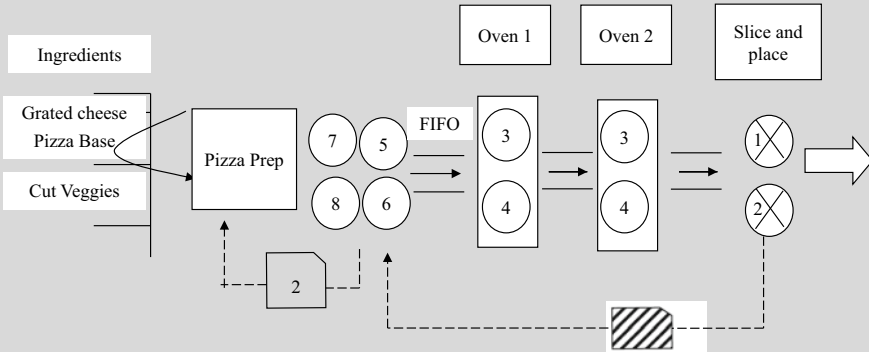 Oven 1
Oven 2
Slice and
place
Ingredients
Grated cheese
Pizza Base
Cut Veggies
Pizza Prep
7
5
8
6
FIFO
3
4
3
4
1
2
2